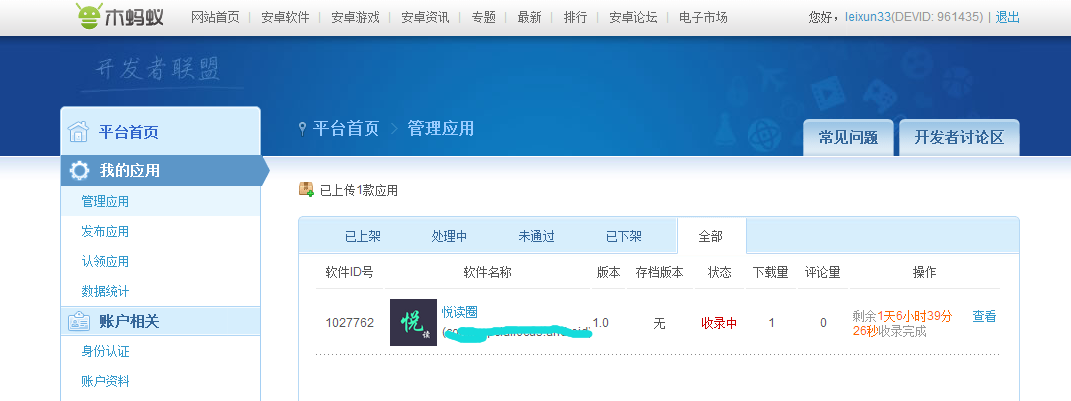 木蚂蚁 网站首页 | 安卓软件 | 安卓游戏 | 安卓资讯 | 专题 | 最新 | 排行 | 安卓论坛 | 电子市场 您好，leixun33(DEVID: 961435) | 退出
开发者联盟
平台首页
平台首页 > 管理应用
常见问题 开发者讨论区
我的应用
管理应用
发布应用
认领应用
数据统计
账户相关
身份认证
账户资料
已上传1款应用
已上架 处理中 未通过 已下架 全部
软件ID号 软件名称 版本 存档版本 状态 下载量 评论量 操作
1027762 悦读 悦读圈 1.0 无 收录中 1 0 剩余1天6小时39分 查看
26秒收录完成